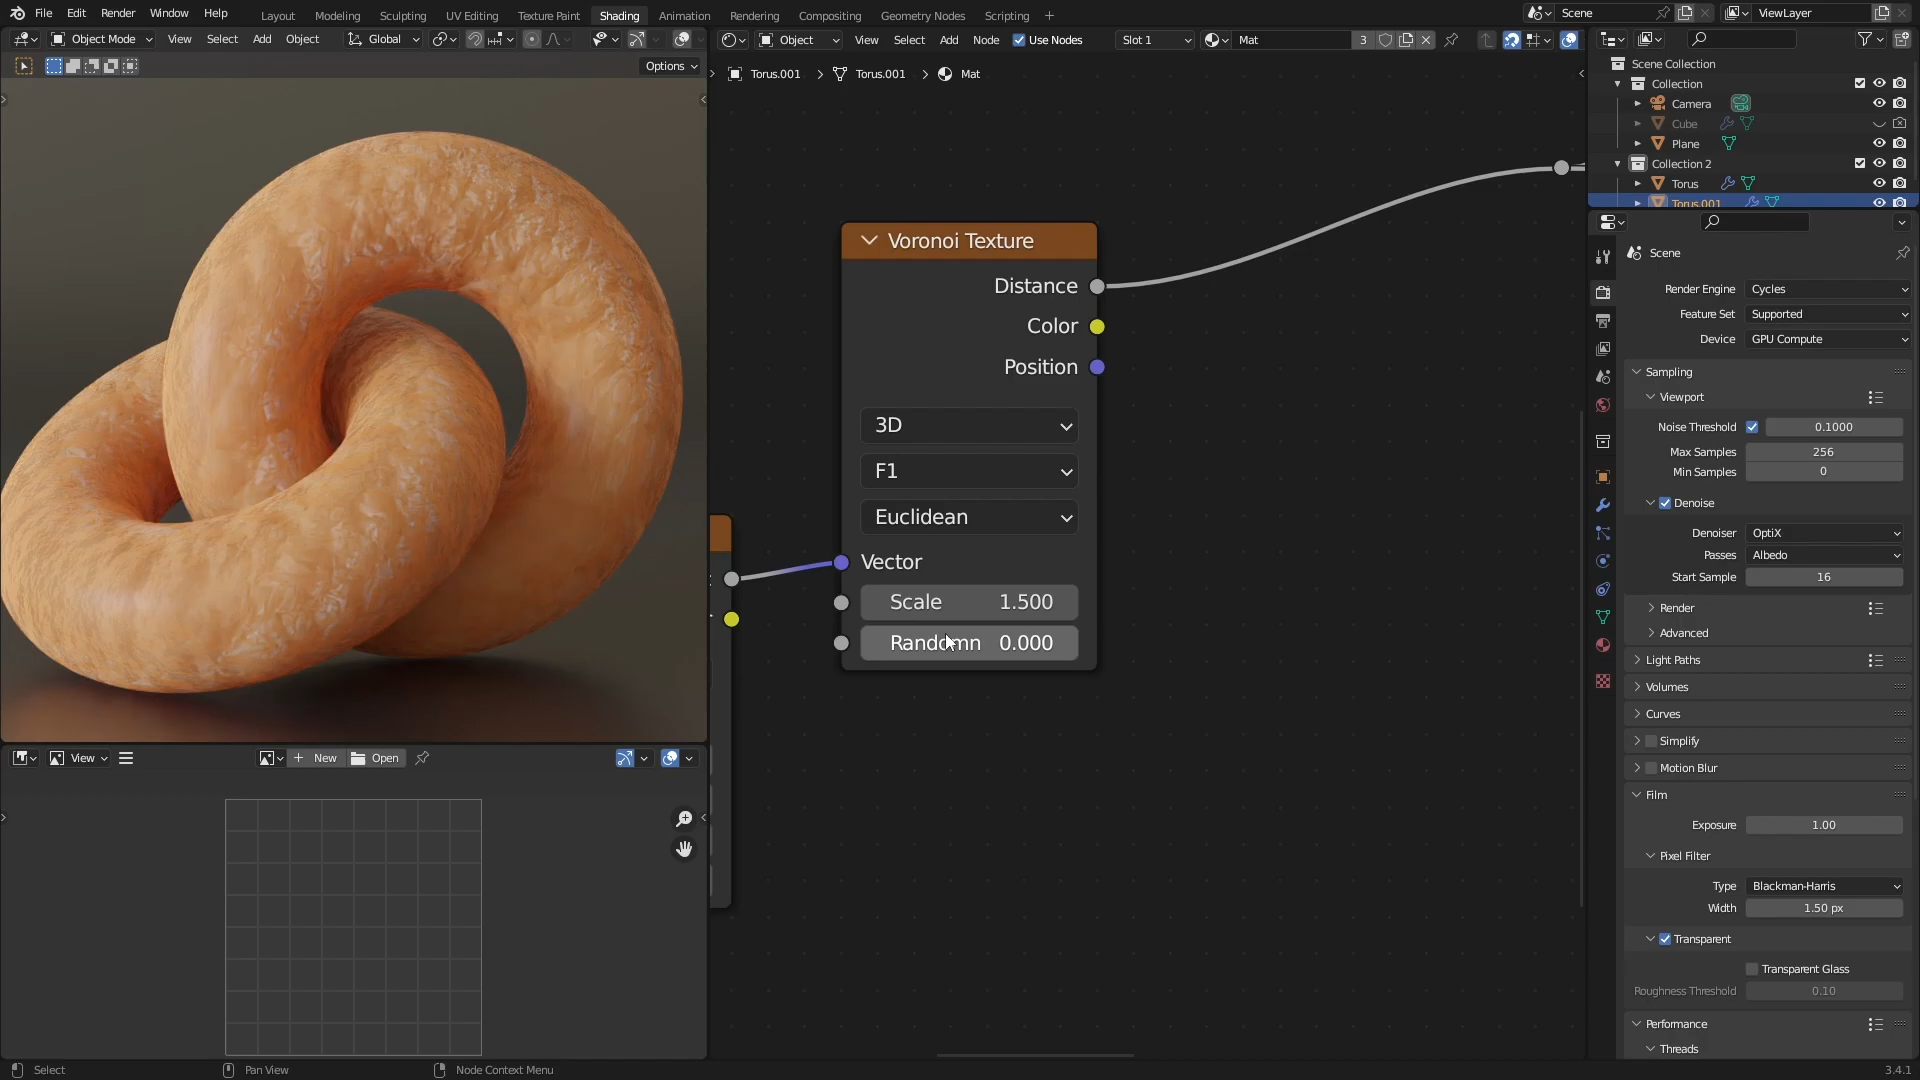 File Edit Render Window Help Layout Modeling Sculpting UV Editing Texture Paint Shading Animation Rendering Compositing Geometry Nodes Scripting + Scene ViewLayer
Object Mode View Select Add Object Global
Object View Select Add Node Use Nodes Slot 1 Mat 3
Options
Torus.001 > Torus.001 > Mat
Scene Collection
Collection
Camera
Cube
Plane
Collection 2
Torus
Torus.001
Voronoi Texture
Distance
Color
Position
3D
F1
Euclidean
Vector
Scale 1.500
Randomn 0.000
Scene
Render Engine Cycles
Feature Set Supported
Device GPU Compute
Sampling
Viewport
Noise Threshold 0.1000
Max Samples 256
Min Samples 0
Denoise
Denoiser OptiX
Passes Albedo
Start Sample 16
Render
Advanced
Light Paths
Volumes
Curves
Simplify
Motion Blur
Film
Exposure 1.00
Pixel Filter
Type Blackman-Harris
Width 1.50 px
Transparent
Transparent Glass
Roughness Threshold 0.10
Performance
Threads
View + New Open
Select Pan View Node Context Menu 3.4.1